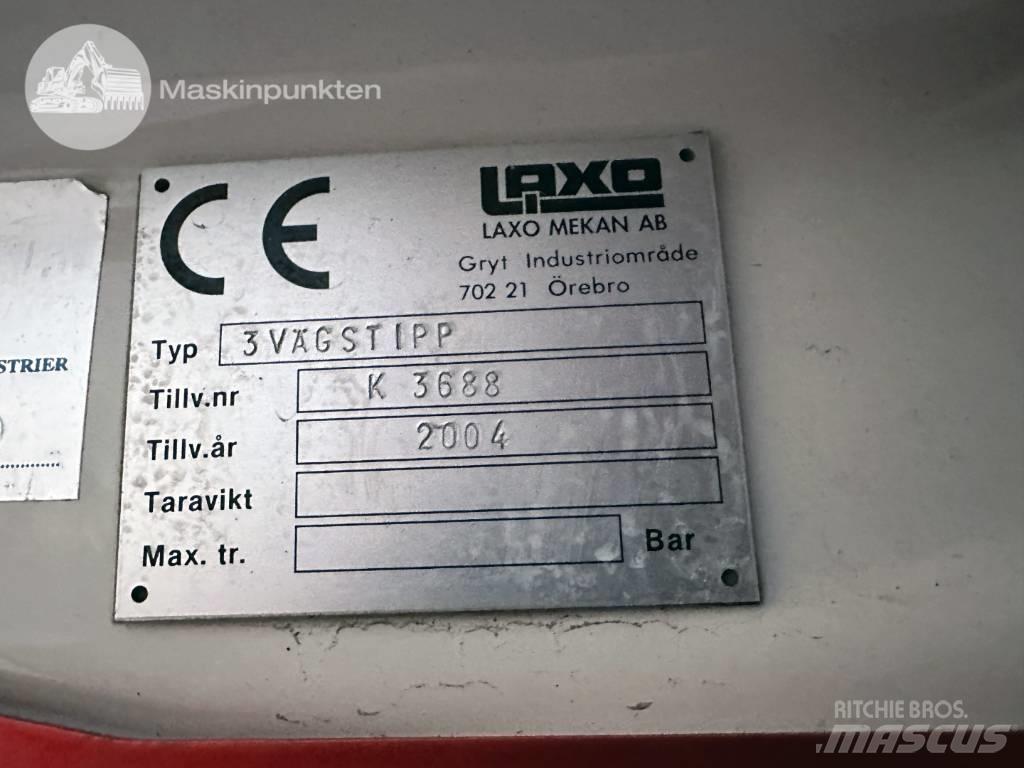 Maskinpunkten
CE
LAXO
LAXO MEKAN AB
Gryt Industriområde
702 21 Örebro
Typ 3VÄGSTIPP
Tillv.nr K 3688
Tillv.år 2004
Taravikt
Max. tr. Bar
STRIER
)
RITCHIE BROS.
MASCUS